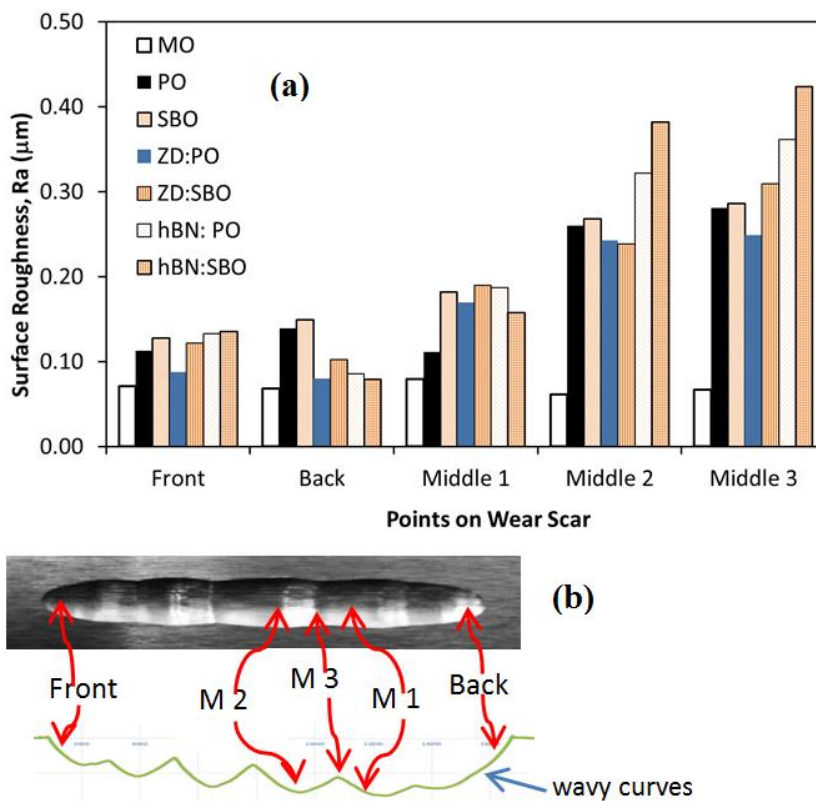 0.50
0.40
0.30
0.20
0.10
0.00
Surface Roughness, Ra (µm)
MO
PO
SBO
ZD:PO
ZD:SBO
hBN: PO
hBN:SBO
(a)
Front Back Middle 1 Middle 2 Middle 3
Points on Wear Scar
(b)
Front
M 2
M 3
M 1
Back
wavy curves